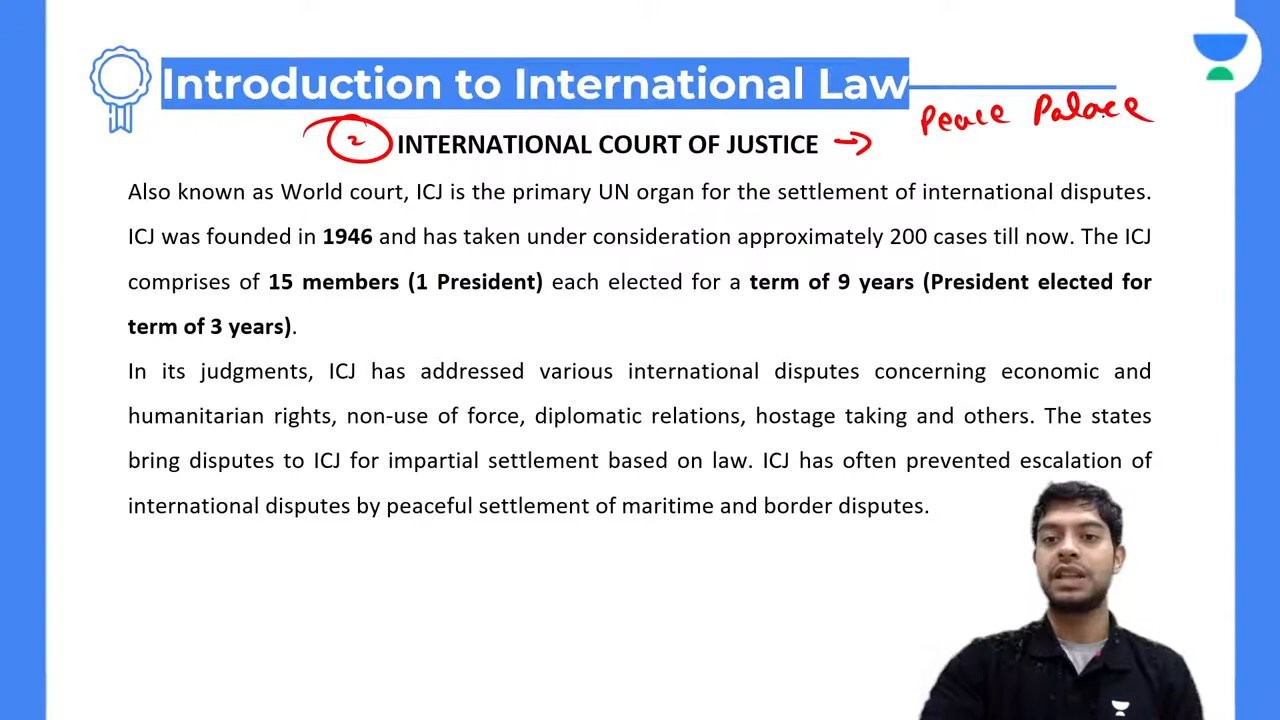 Introduction to International Law
Peace Palace
2 INTERNATIONAL COURT OF JUSTICE
Also known as World court, ICJ is the primary UN organ for the settlement of international disputes.
ICJ was founded in 1946 and has taken under consideration approximately 200 cases till now. The ICJ
comprises of 15 members (1 President) each elected for a term of 9 years (President elected for
term of 3 years).
In its judgments, ICJ has addressed various international disputes concerning economic and
humanitarian rights, non-use of force, diplomatic relations, hostage taking and others. The states
bring disputes to ICJ for impartial settlement based on law. ICJ has often prevented escalation of
international disputes by peaceful settlement of maritime and border disputes.